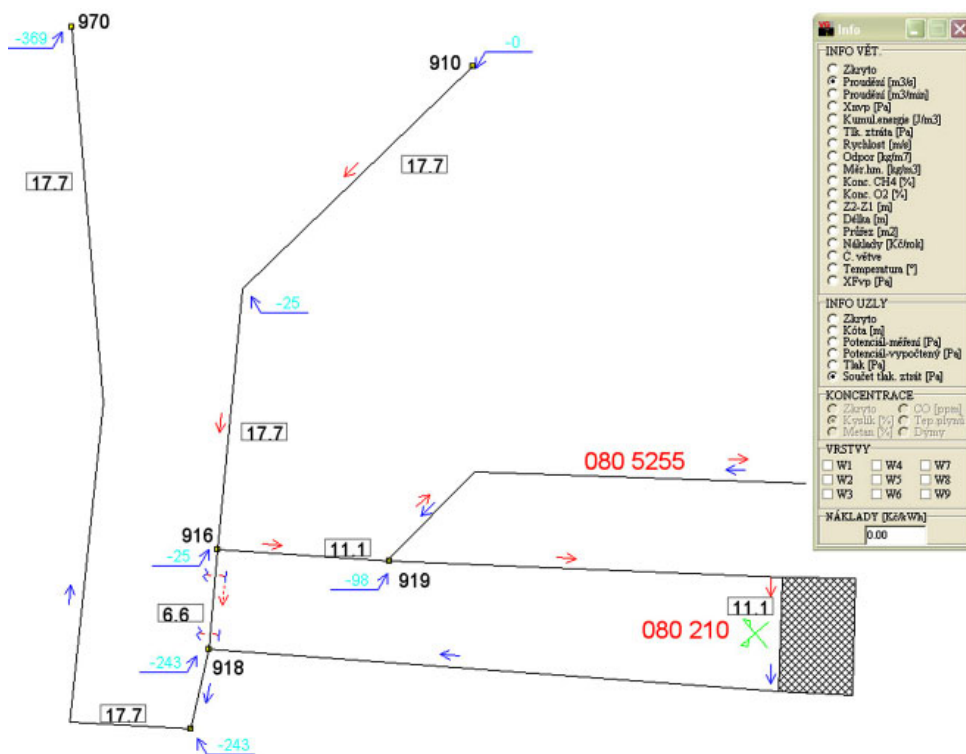 970
-369
910
-0
17.7
17.7
-25
17.7
080 5255
916
11.1
-25
-98
919
6.6
11.1
080 210
-243
918
17.7
-243
Info
INFO VĚT.
Zkryto
Proudění [m3/s]
Proudění [m3/min]
Xnvp [Pa]
Kumul.energie [J/m3]
Tlk. ztráta [Pa]
Rychlost [m/s]
Odpor [kg/m7]
Měr.hm. [kg/m3]
Konc. CH4 [%]
Konc. O2 [%]
Z2-Z1 [m]
Délka [m]
Průřez [m2]
Náklady [Kč/rok]
Č. větve
Temperatura [°]
XFvp [Pa]
INFO UZLY
Zkryto
Kóta [m]
Potenciál-měření [Pa]
Potenciál-vypočtený [Pa]
Tlak [Pa]
Součet tlak. ztrát [Pa]
KONCENTRACE
Zkryto CO [ppm]
Kyslík [%] Tep.plynů
Metan [%] Dýmy
VRSTVY
W1 W4 W7
W2 W5 W8
W3 W6 W9
NÁKLADY [Kč/kWh]
0.00